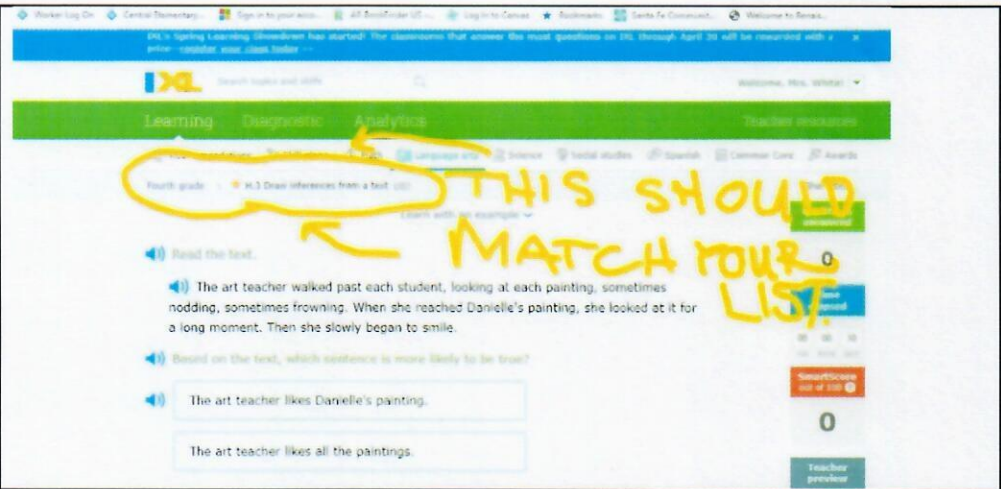 Worker Log On Central Elementary... Sign in to your acco... AR BookFinder US -... Log In to Canvas Bookmarks Santa Fe Communit... Welcome to Renais...
IXL's Spring Learning Showdown has started! The classrooms that answer the most questions on IXL through April 30 will be rewarded with a
prize—register your class today
IXL Search topics and skills Welcome, Mrs. White!
Learning Diagnostic Analytics Teacher resources
Math Language arts Science Social studies Spanish Common Core Awards
Fourth grade H.3 Draw inferences from a text
THIS SHOULD
MATCH YOUR
LIST.
Learn with an example
0
Read the text.
The art teacher walked past each student, looking at each painting, sometimes
nodding, sometimes frowning. When she reached Danielle's painting, she looked at it for
a long moment. Then she slowly began to smile.
Based on the text, which sentence is more likely to be true?
The art teacher likes Danielle's painting.
The art teacher likes all the paintings.
SmartScore
out of 100
0
Teacher
preview